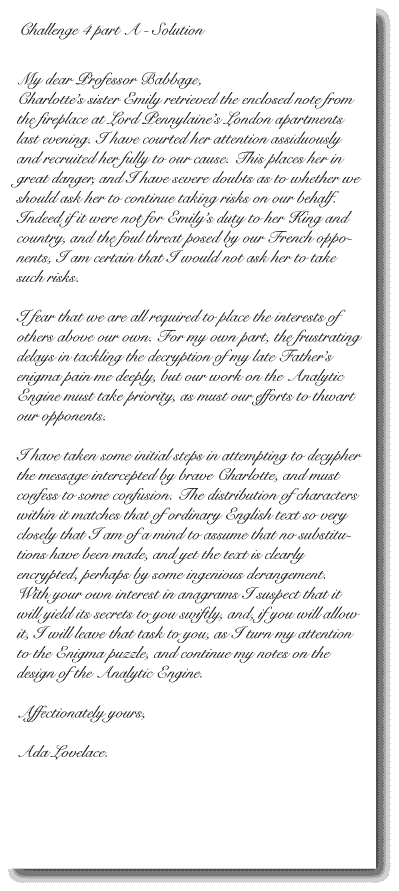 Challenge 4 part A - Solution
My dear Professor Babbage,
Charlotte's sister Emily retrieved the enclosed note from
the fireplace at Lord Pennylaine's London apartments
last evening. I have courted her attention assiduously
and recruited her fully to our cause. This places her in
great danger, and I have severe doubts as to whether we
should ask her to continue taking risks on our behalf.
Indeed if it were not for Emily's duty to her King and
country, and the foul threat posed by our French oppo-
nents, I am certain that I would not ask her to take
such risks.
I fear that we are all required to place the interests of
others above our own. For my own part, the frustrating
delays in tackling the decryption of my late Father's
enigma pain me deeply, but our work on the Analytic
Engine must take priority, as must our efforts to thwart
our opponents.
I have taken some initial steps in attempting to decypher
the message intercepted by brave Charlotte, and must
confess to some confusion. The distribution of characters
within it matches that of ordinary English text so very
closely that I am of a mind to assume that no substitu-
tions have been made, and yet the text is clearly
encrypted, perhaps by some ingenious derangement.
With your own interest in anagrams I suspect that it
will yield its secrets to you swiftly, and, if you will allow
it, I will leave that task to you, as I turn my attention
to the Enigma puzzle, and continue my notes on the
design of the Analytic Engine.
Affectionately yours,
Ada Lovelace.